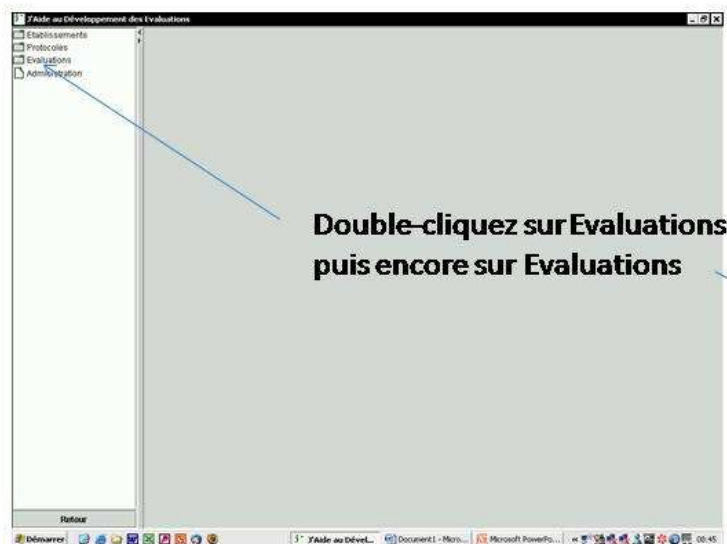 J'Aide au Développement des Evaluations
Etablissements
Protocoles
Evaluations
Administration
Double-cliquez sur Evaluations
puis encore sur Evaluations
Retour
Démarrer
J'Aide au Dével... Document1 - Micro... Microsoft PowerPo... « 08:45